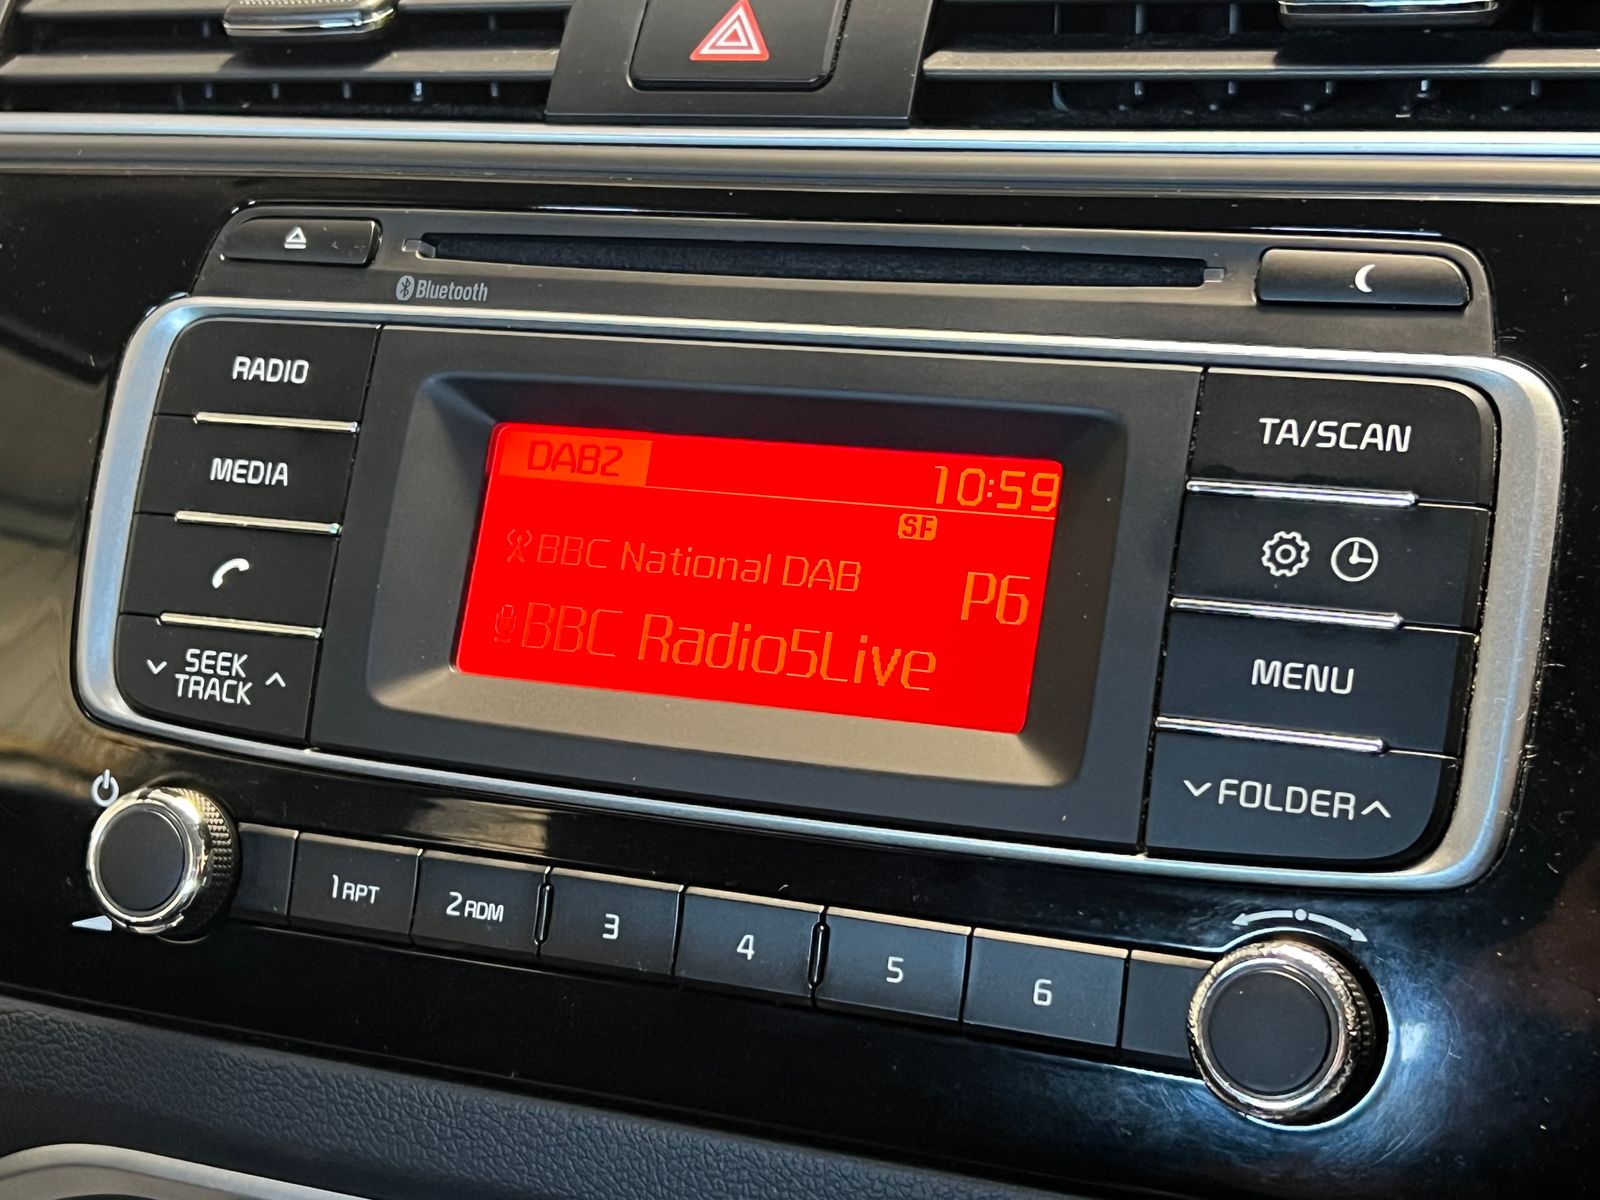 Bluetooth
RADIO
MEDIA
SEEK
TRACK
DAB2
10:59
SF
BBC National DAB
P6
BBC Radio5Live
TA/SCAN
MENU
FOLDER
1 RPT
2 RDM
3
4
5
6